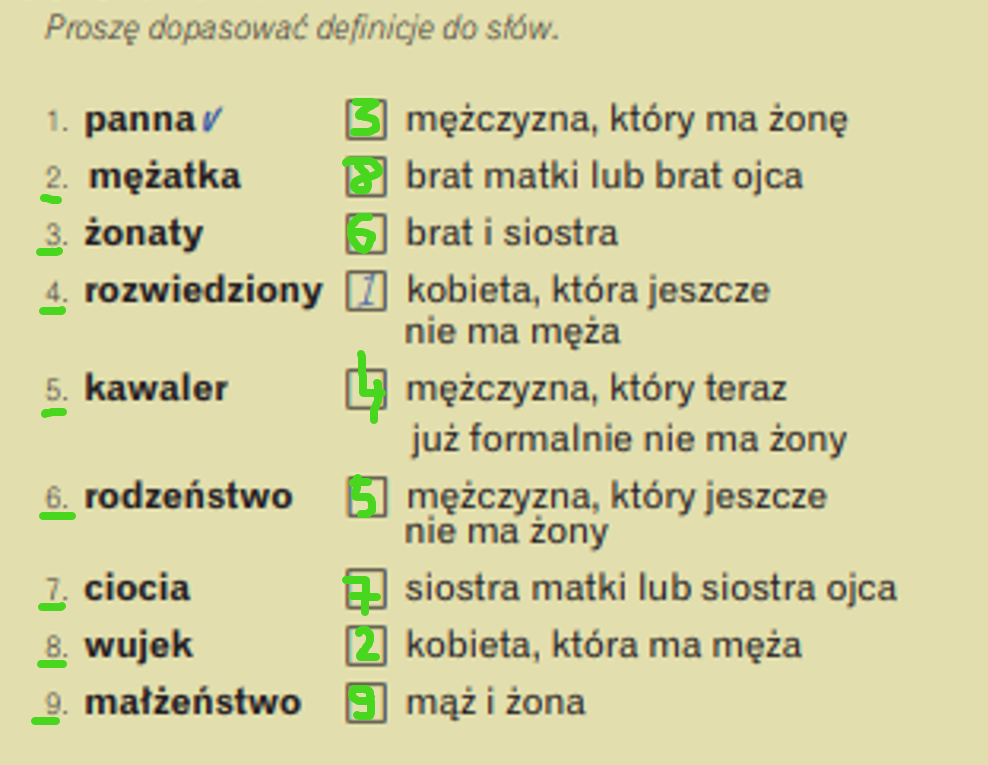 Proszę dopasować definicje do słów.
1. panna ✓ 3 mężczyzna, który ma żonę
2. mężatka 8 brat matki lub brat ojca
3. żonaty 6 brat i siostra
4. rozwiedziony 1 kobieta, która jeszcze
nie ma męża
5. kawaler 4 mężczyzna, który teraz
już formalnie nie ma żony
6. rodzeństwo 5 mężczyzna, który jeszcze
nie ma żony
7. ciocia 7 siostra matki lub siostra ojca
8. wujek 2 kobieta, która ma męża
9. małżeństwo 9 mąż i żona